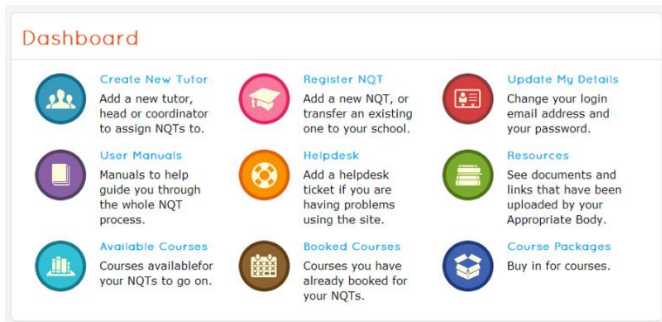 Dashboard
Create New Tutor
Add a new tutor,
head or coordinator
to assign NQTs to.
Register NQT
Add a new NQT, or
transfer an existing
one to your school.
Update My Details
Change your login
email address and
your password.
User Manuals
Manuals to help
guide you through
the whole NQT
process.
Helpdesk
Add a helpdesk
ticket if you are
having problems
using the site.
Resources
See documents and
links that have been
uploaded by your
Appropriate Body.
Available Courses
Courses availablefor
your NQTs to go on.
Booked Courses
Courses you have
already booked for
your NQTs.
Course Packages
Buy in for courses.